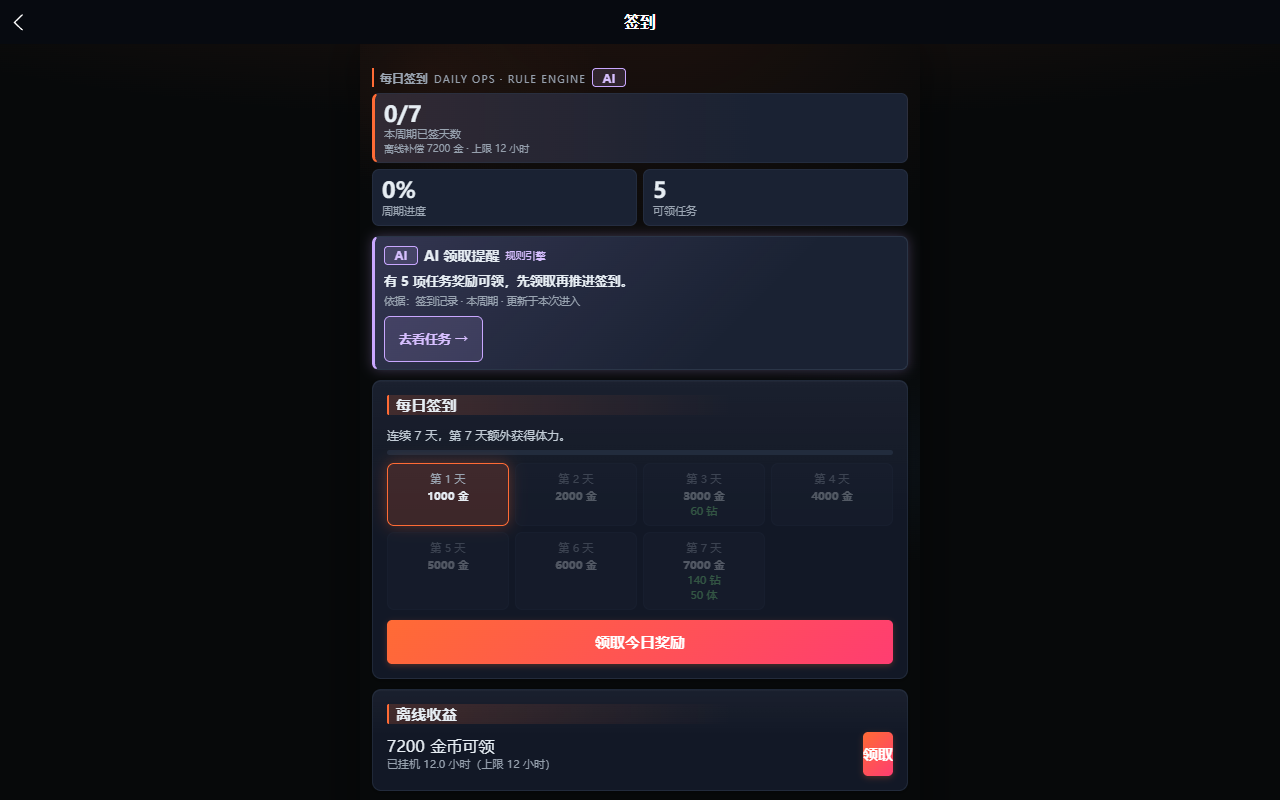 签到
每日签到 DAILY OPS · RULE ENGINE AI
0/7
本周期已签天数
离线补偿 7200 金 · 上限 12 小时
0%
周期进度
5
可领任务
AI AI 领取提醒 规则引擎
有 5 项任务奖励可领，先领取再推进签到。
依据：签到记录 · 本周期 · 更新于本次进入
去看任务 →
每日签到
连续 7 天，第 7 天额外获得体力。
第 1 天
1000 金
第 2 天
2000 金
第 3 天
3000 金
60 钻
第 4 天
4000 金
第 5 天
5000 金
第 6 天
6000 金
第 7 天
7000 金
140 钻
50 体
领取今日奖励
离线收益
7200 金币可领
已挂机 12.0 小时（上限 12 小时）
领取